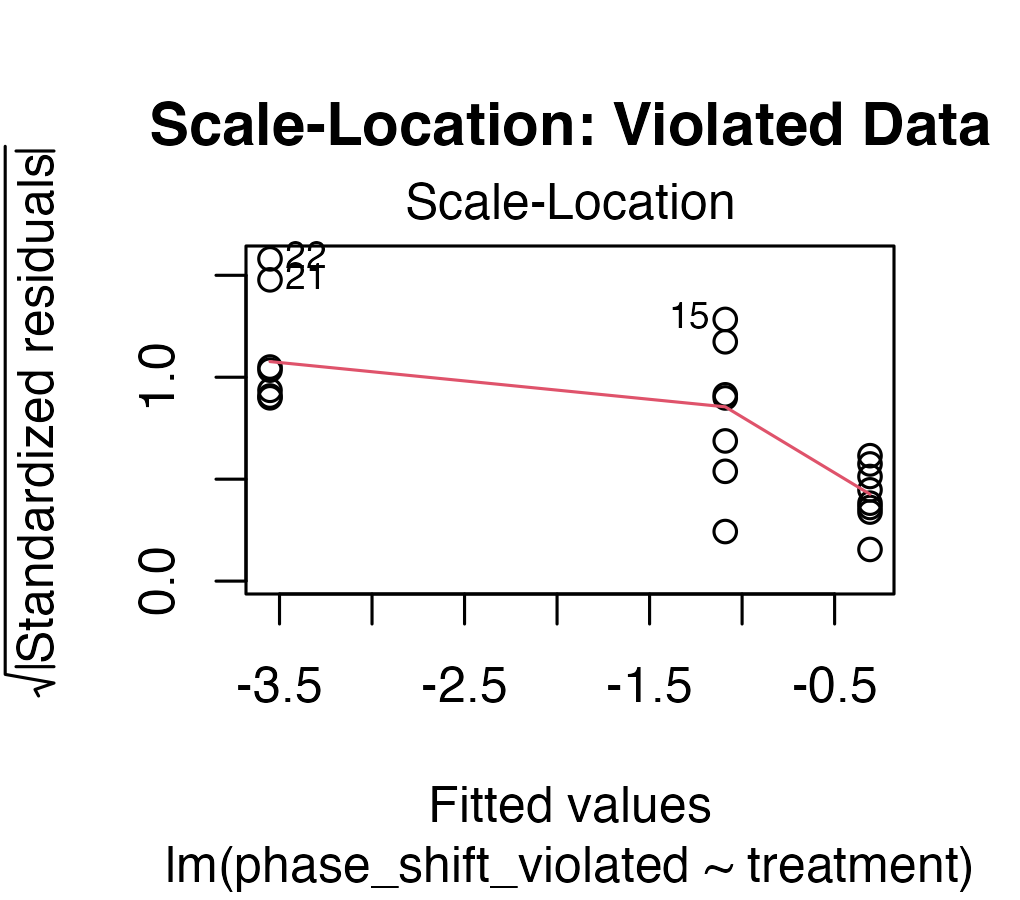 Scale-Location: Violated Data
Scale-Location
√|Standardized residuals|
22
21
15
1.0
0.0
-3.5 -2.5 -1.5 -0.5
Fitted values
lm(phase_shift_violated ~ treatment)